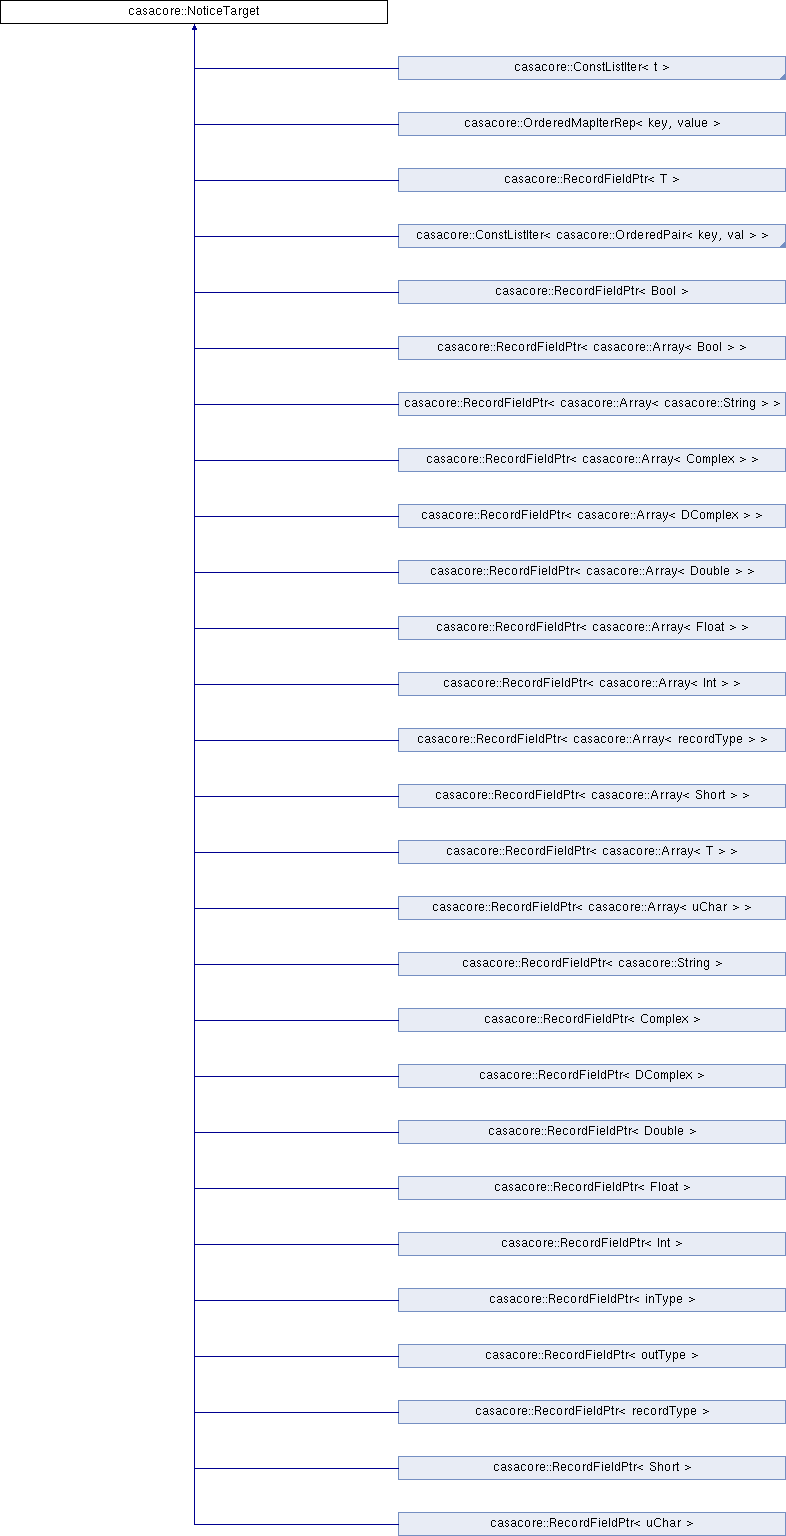 casacore::NoticeTarget
casacore::ConstListIter< t >
casacore::OrderedMapIterRep< key, value >
casacore::RecordFieldPtr< T >
casacore::ConstListIter< casacore::OrderedPair< key, val > >
casacore::RecordFieldPtr< Bool >
casacore::RecordFieldPtr< casacore::Array< Bool > >
casacore::RecordFieldPtr< casacore::Array< casacore::String > >
casacore::RecordFieldPtr< casacore::Array< Complex > >
casacore::RecordFieldPtr< casacore::Array< DComplex > >
casacore::RecordFieldPtr< casacore::Array< Double > >
casacore::RecordFieldPtr< casacore::Array< Float > >
casacore::RecordFieldPtr< casacore::Array< Int > >
casacore::RecordFieldPtr< casacore::Array< recordType > >
casacore::RecordFieldPtr< casacore::Array< Short > >
casacore::RecordFieldPtr< casacore::Array< T > >
casacore::RecordFieldPtr< casacore::Array< uChar > >
casacore::RecordFieldPtr< casacore::String >
casacore::RecordFieldPtr< Complex >
casacore::RecordFieldPtr< DComplex >
casacore::RecordFieldPtr< Double >
casacore::RecordFieldPtr< Float >
casacore::RecordFieldPtr< Int >
casacore::RecordFieldPtr< inType >
casacore::RecordFieldPtr< outType >
casacore::RecordFieldPtr< recordType >
casacore::RecordFieldPtr< Short >
casacore::RecordFieldPtr< uChar >